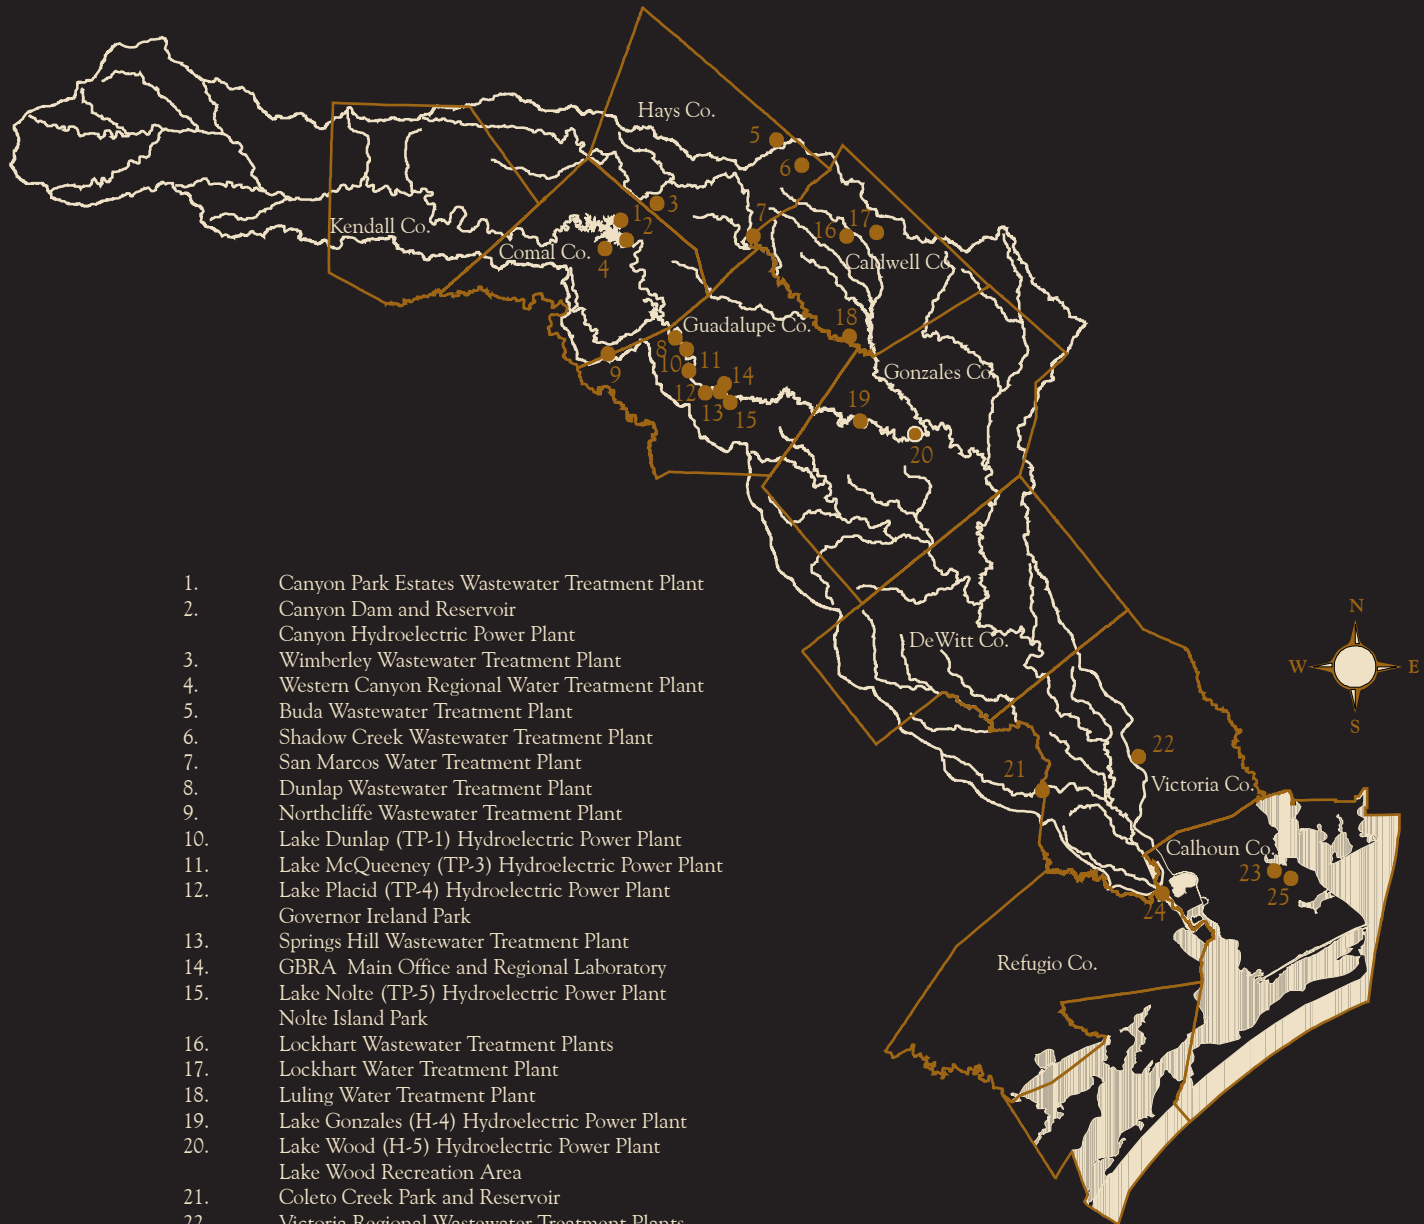 Hays Co.
5
6
Kendall Co.
Comal Co.
1
2
3
4
7
16
17
Caldwell Co.
Guadalupe Co.
18
8
9
10
11
12
13
14
15
Gonzales Co.
19
20
DeWitt Co.
21
22
Victoria Co.
Calhoun Co.
23
25
24
Refugio Co.
N
W
E
S
1. Canyon Park Estates Wastewater Treatment Plant
2. Canyon Dam and Reservoir
Canyon Hydroelectric Power Plant
3. Wimberley Wastewater Treatment Plant
4. Western Canyon Regional Water Treatment Plant
5. Buda Wastewater Treatment Plant
6. Shadow Creek Wastewater Treatment Plant
7. San Marcos Water Treatment Plant
8. Dunlap Wastewater Treatment Plant
9. Northcliffe Wastewater Treatment Plant
10. Lake Dunlap (TP-1) Hydroelectric Power Plant
11. Lake McQueeney (TP-3) Hydroelectric Power Plant
12. Lake Placid (TP-4) Hydroelectric Power Plant
Governor Ireland Park
13. Springs Hill Wastewater Treatment Plant
14. GBRA Main Office and Regional Laboratory
15. Lake Nolte (TP-5) Hydroelectric Power Plant
Nolte Island Park
16. Lockhart Wastewater Treatment Plants
17. Lockhart Water Treatment Plant
18. Luling Water Treatment Plant
19. Lake Gonzales (H-4) Hydroelectric Power Plant
20. Lake Wood (H-5) Hydroelectric Power Plant
Lake Wood Recreation Area
21. Coleto Creek Park and Reservoir
22. Victoria Regional Wastewater Treatment Plants